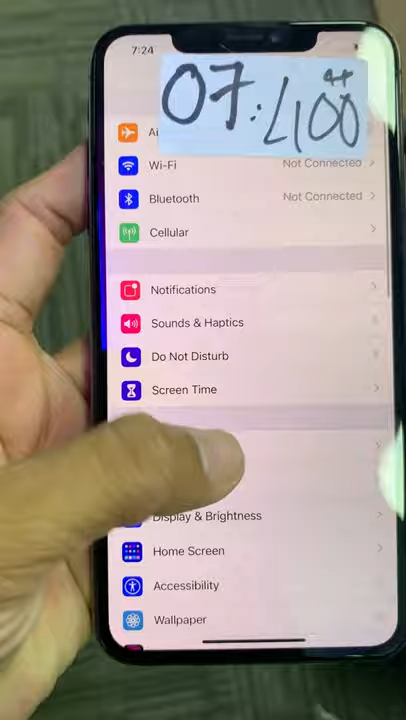 7:24
07:
Ai
Wi-Fi Not Connected
Bluetooth Not Connected
Cellular
Notifications
Sounds & Haptics
Do Not Disturb
Screen Time
Display & Brightness
Home Screen
Accessibility
Wallpaper